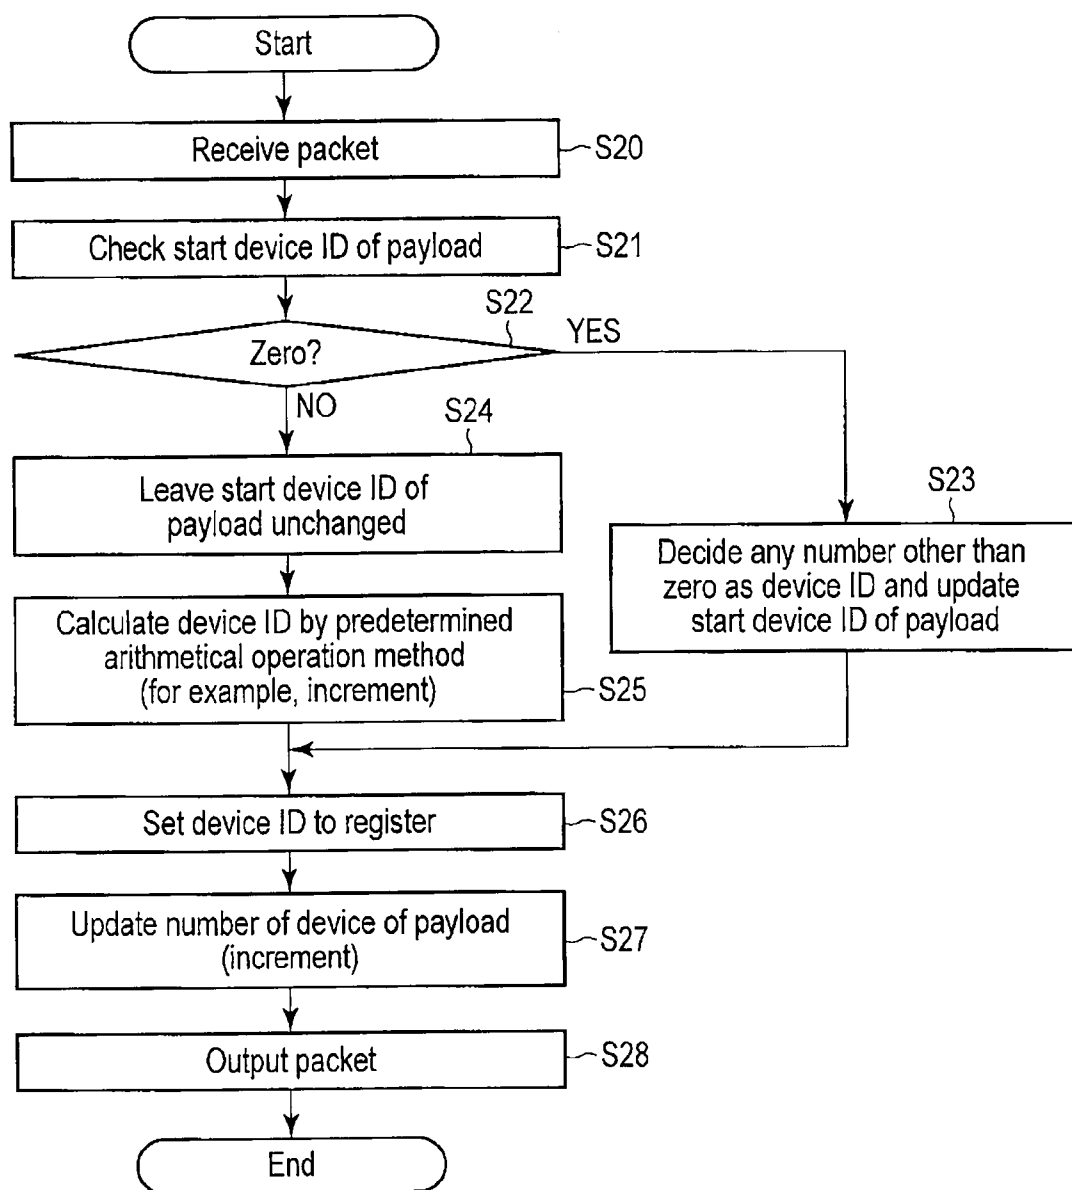 Start
Receive packet
S20
Check start device ID of payload
S21
S22
Zero?
YES
NO
S24
Leave start device ID of
payload unchanged
S23
Decide any number other than
zero as device ID and update
start device ID of payload
Calculate device ID by predetermined
arithmetical operation method
(for example, increment)
S25
Set device ID to register
S26
Update number of device of payload
(increment)
S27
Output packet
S28
End